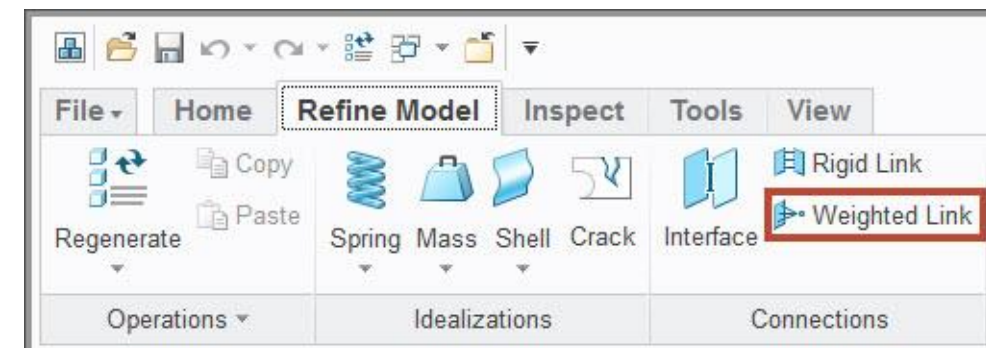 File Home Refine Model Inspect Tools View
Copy
Paste
Regenerate
Spring Mass Shell Crack
Interface
Rigid Link
Weighted Link
Operations Idealizations Connections